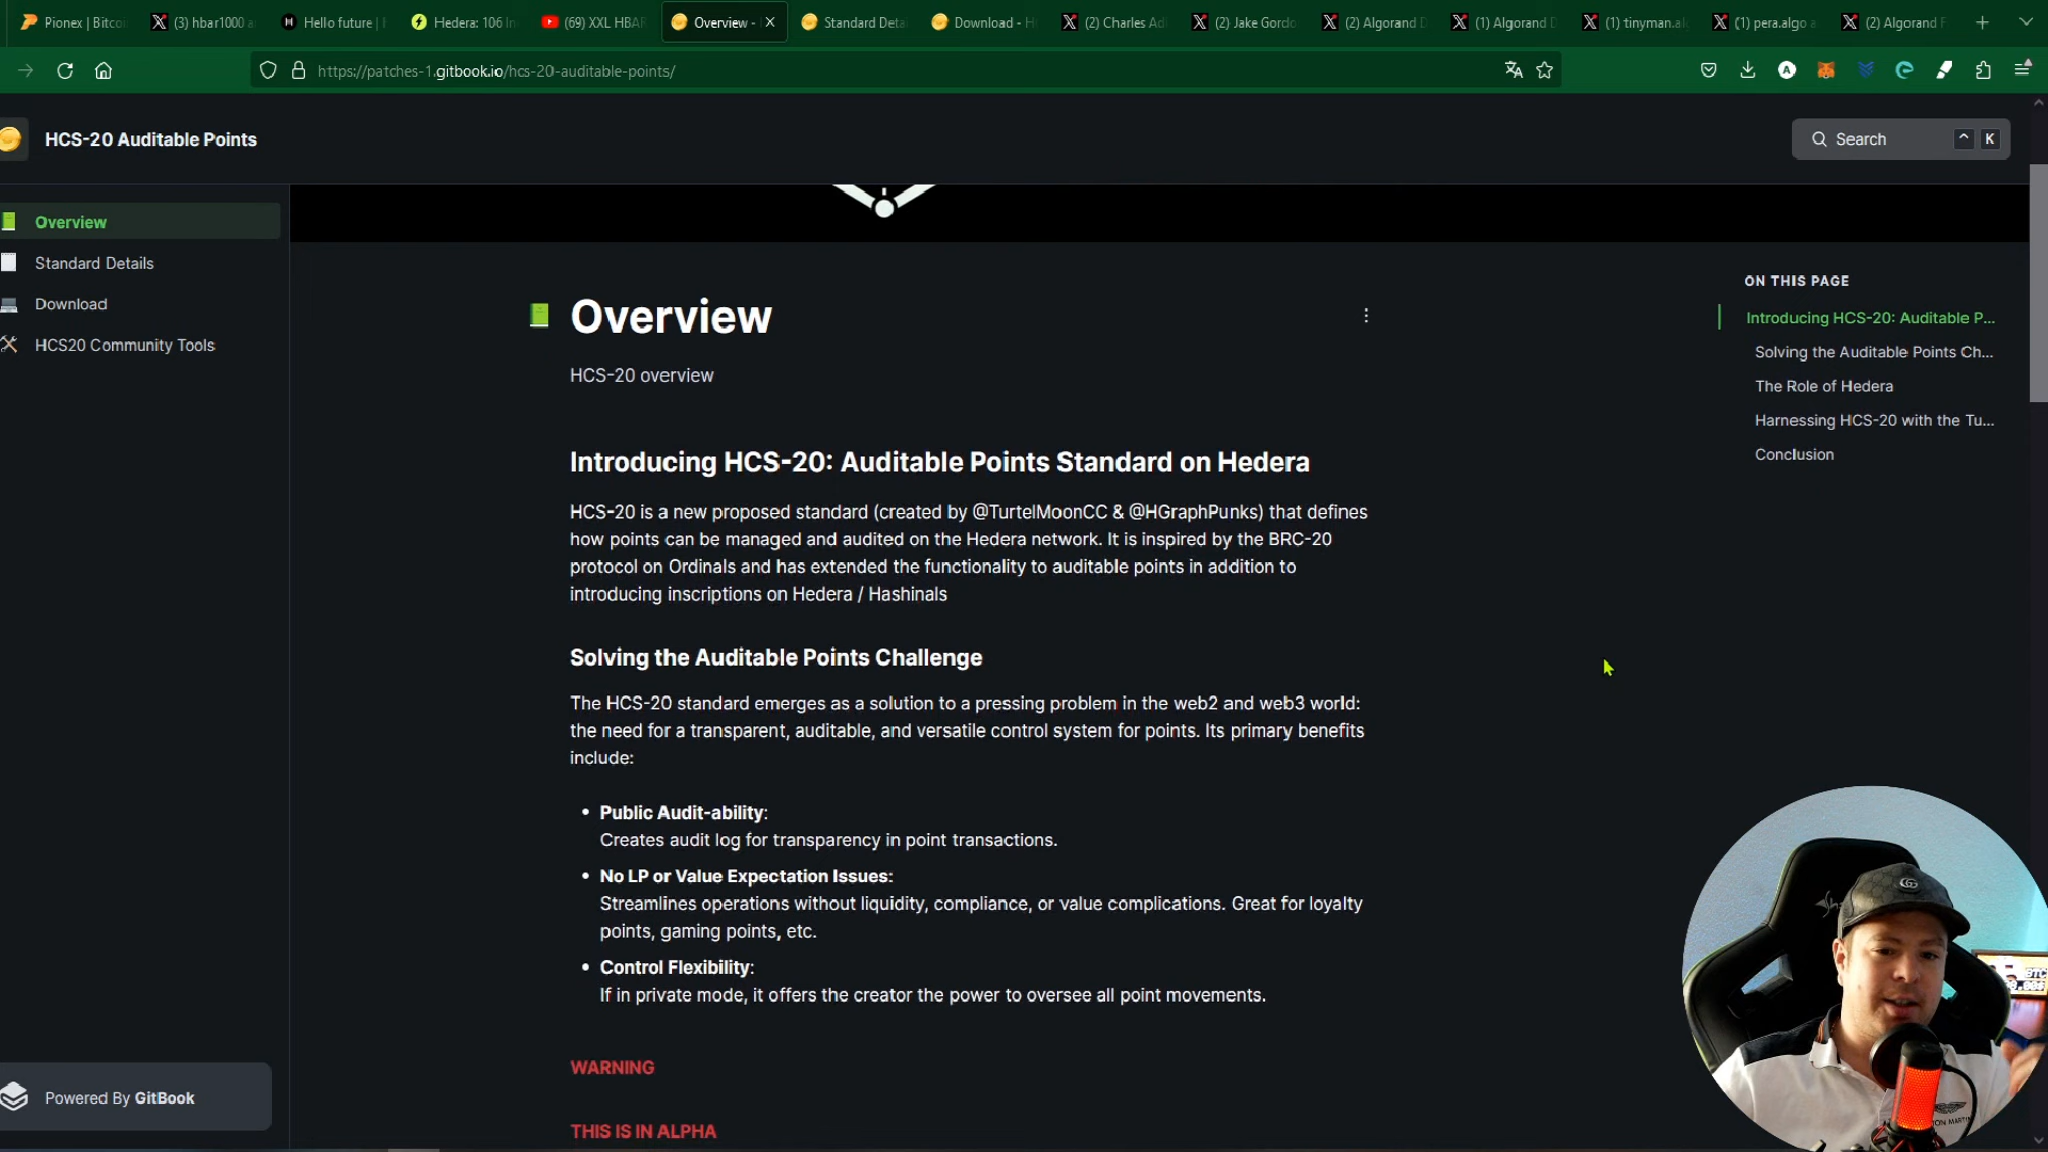 Pionex | Bitcoi
(3) hbar1000 a
Hello future |
Hedera: 106 In
(69) XXL HBAR
Overview -
Standard Deta
Download - H
(2) Charles Ad
(2) Jake Gordo
(2) Algorand D
(1) Algorand D
(1) tinyman.al
(1) pera.algo a
(2) Algorand F
https://patches-1.gitbook.io/hcs-20-auditable-points/
HCS-20 Auditable Points
Search
^ K
Overview
Standard Details
Download
HCS20 Community Tools
Powered By GitBook
Overview
HCS-20 overview
Introducing HCS-20: Auditable Points Standard on Hedera
HCS-20 is a new proposed standard (created by @TurtelMoonCC & @HGraphPunks) that defines
how points can be managed and audited on the Hedera network. It is inspired by the BRC-20
protocol on Ordinals and has extended the functionality to auditable points in addition to
introducing inscriptions on Hedera / Hashinals
Solving the Auditable Points Challenge
The HCS-20 standard emerges as a solution to a pressing problem in the web2 and web3 world:
the need for a transparent, auditable, and versatile control system for points. Its primary benefits
include:
• Public Audit-ability:
Creates audit log for transparency in point transactions.
• No LP or Value Expectation Issues:
Streamlines operations without liquidity, compliance, or value complications. Great for loyalty
points, gaming points, etc.
• Control Flexibility:
If in private mode, it offers the creator the power to oversee all point movements.
WARNING
THIS IS IN ALPHA
ON THIS PAGE
Introducing HCS-20: Auditable P...
Solving the Auditable Points Ch...
The Role of Hedera
Harnessing HCS-20 with the Tu...
Conclusion
BTC